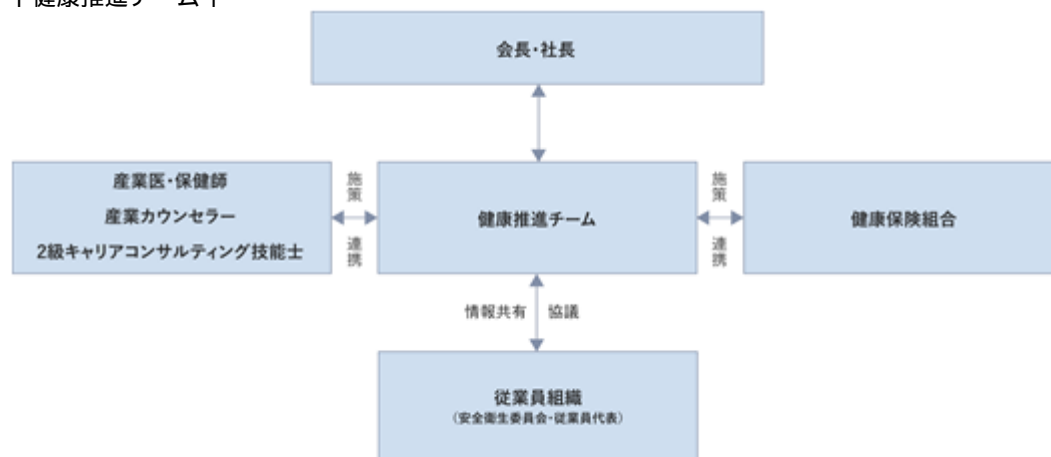 会長・社長
産業医・保健師
産業カウンセラー
2級キャリアコンサルティング技能士
施策
連携
健康推進チーム
施策
連携
健康保険組合
情報共有 協議
従業員組織
(安全衛生委員会・従業員代表)